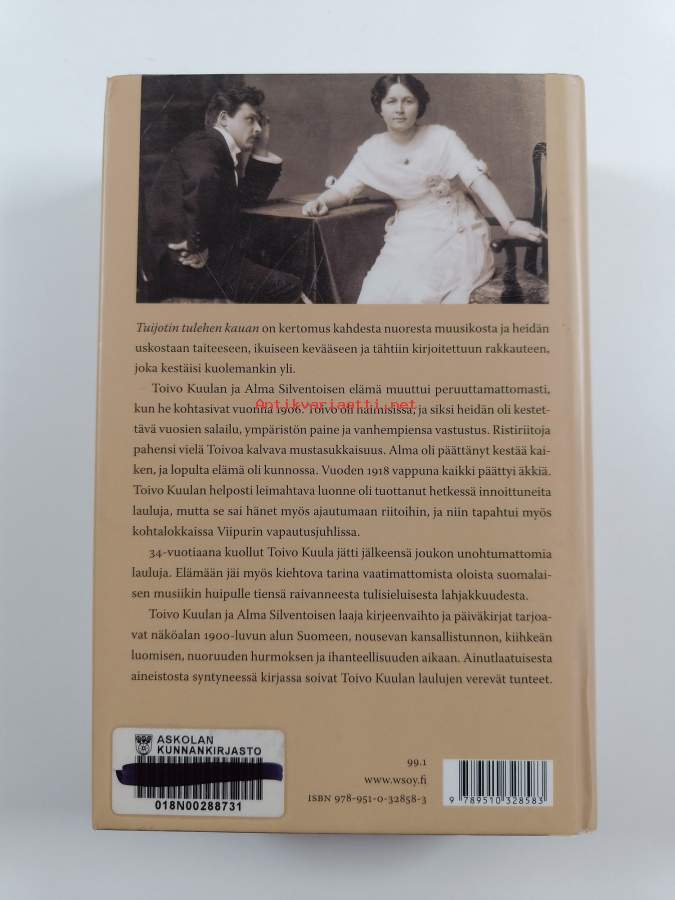 Tuijotin tulehen kauan on kertomus kahdesta nuoresta muusikosta ja heidän
uskostaan taiteeseen, ikuiseen kevääseen ja tähtiin kirjoitettuun rakkauteen,
joka kestäisi kuolemankin yli.
Toivo Kuulan ja Alma Silventoisen elämä muuttui peruuttamattomasti,
Antikvariaatti.net
kun he kohtasivat vuonna 1906. Toivo oli naimisissa, ja siksi heidän oli kestet-
tävä vuosien salailu, ympäristön paine ja vanhempiensa vastustus. Ristiriitoja
pahensi vielä Toivoa kalvava mustasukkaisuus. Alma oli päättänyt kestää kai-
ken, ja lopulta elämä oli kunnossa. Vuoden 1918 vappuna kaikki päättyi äkkiä.
Toivo Kuulan helposti leimahtava luonne oli tuottanut hetkessä innoittuneita
lauluja, mutta se sai hänet myös ajautumaan riitoihin, ja niin tapahtui myös
kohtalokkaissa Viipurin vapautusjuhlissa.
34-vuotiaana kuollut Toivo Kuula jätti jälkeensä joukon unohtumattomia
lauluja. Elämään jäi myös kiehtova tarina vaatimattomista oloista suomalai-
sen musiikin huipulle tiensä raivanneesta tulisieluisesta lahjakkuudesta.
Toivo Kuulan ja Alma Silventoisen laaja kirjeenvaihto ja päiväkirjat tarjoa-
vat näköalan 1900-luvun alun Suomeen, nousevan kansallistunnon, kiihkeän
luomisen, nuoruuden hurmoksen ja ihanteellisuuden aikaan. Ainutlaatuisesta
aineistosta syntyneessä kirjassa soivat Toivo Kuulan laulujen verevät tunteet.
ASKOLAN
KUNNANKIRJASTO
018N00288731
99.1
www.wsoy.fi
ISBN 978-951-0-32858-3
9 789510 328583